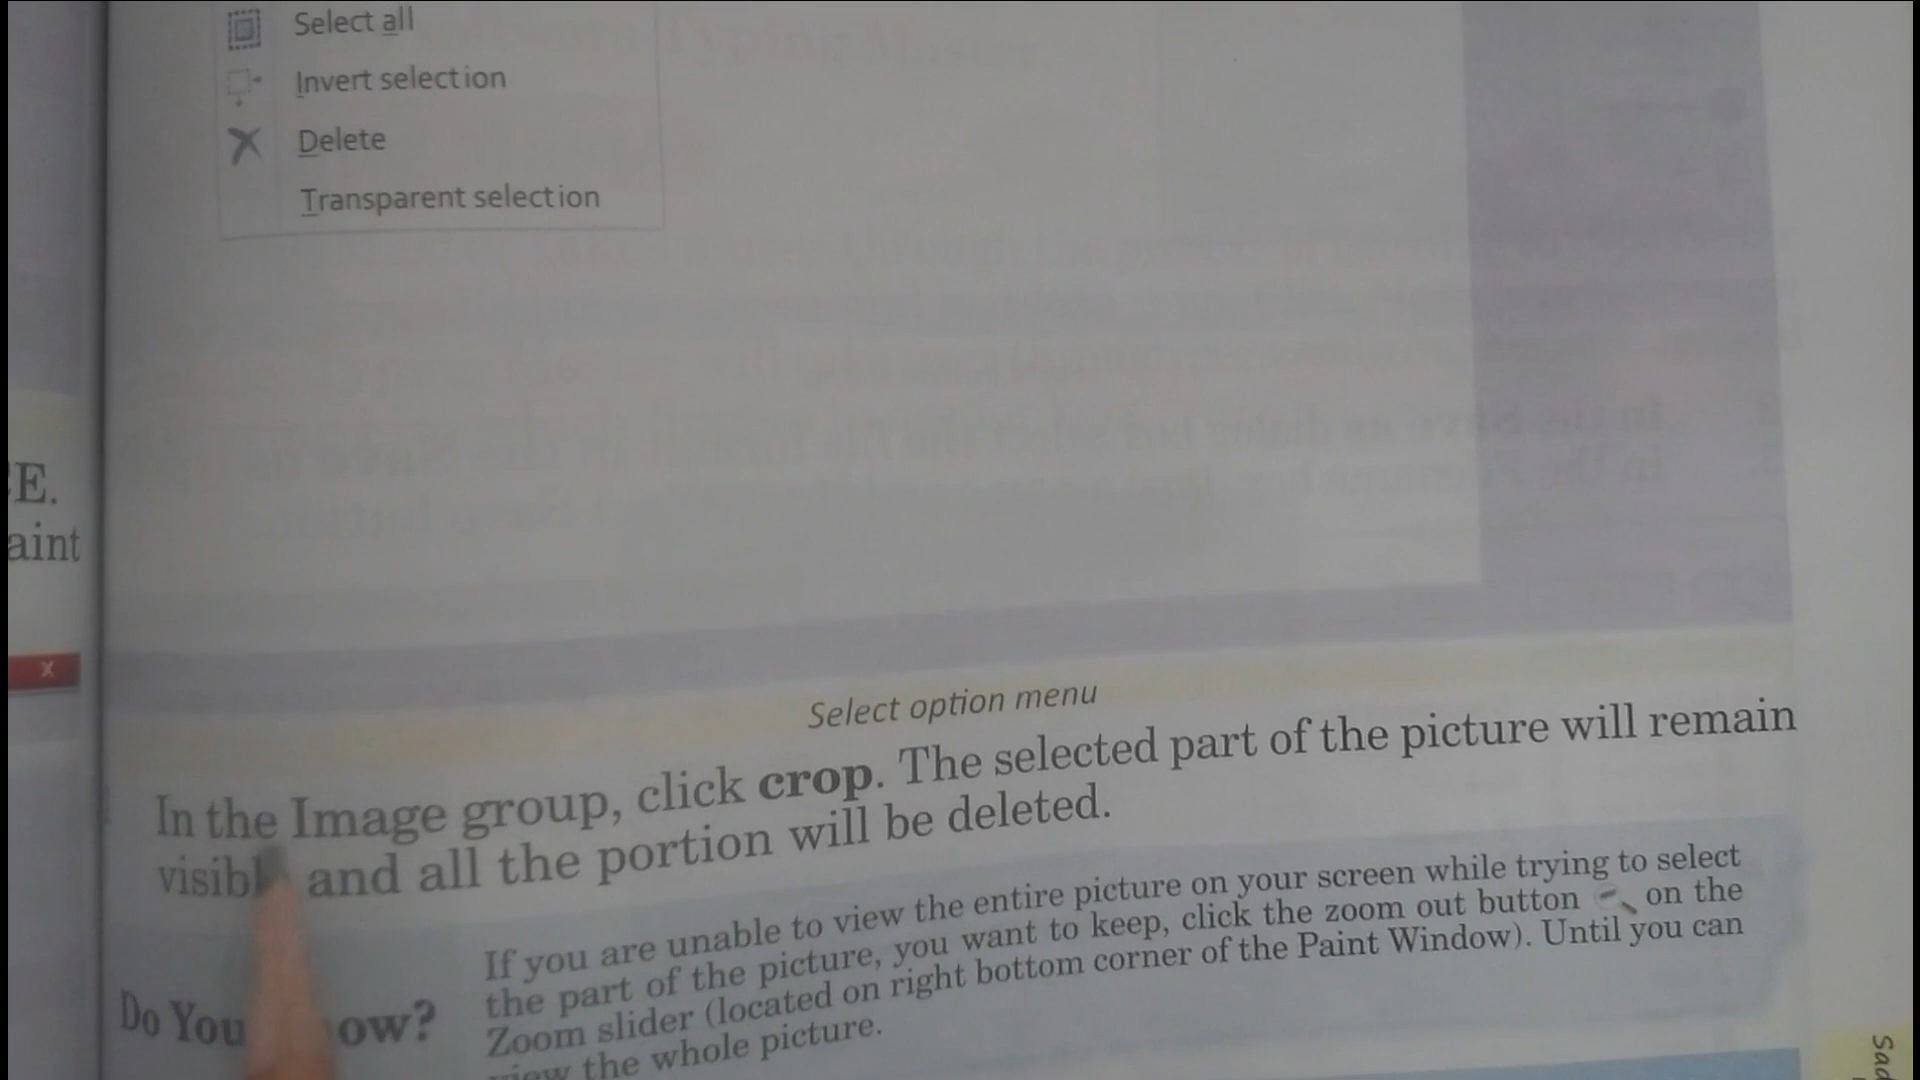 Select all
Invert selection
Delete
Transparent selection
E.
aint
x
Select option menu
In the Image group, click crop. The selected part of the picture will remain
and all the portion will be deleted.
Do You
If you are unable to view the entire picture on your screen while trying to select
the part of the picture, you want to keep, click the zoom out button on the
Zoom slider (located on right bottom corner of the Paint Window). Until you can
view the whole picture.
Sad